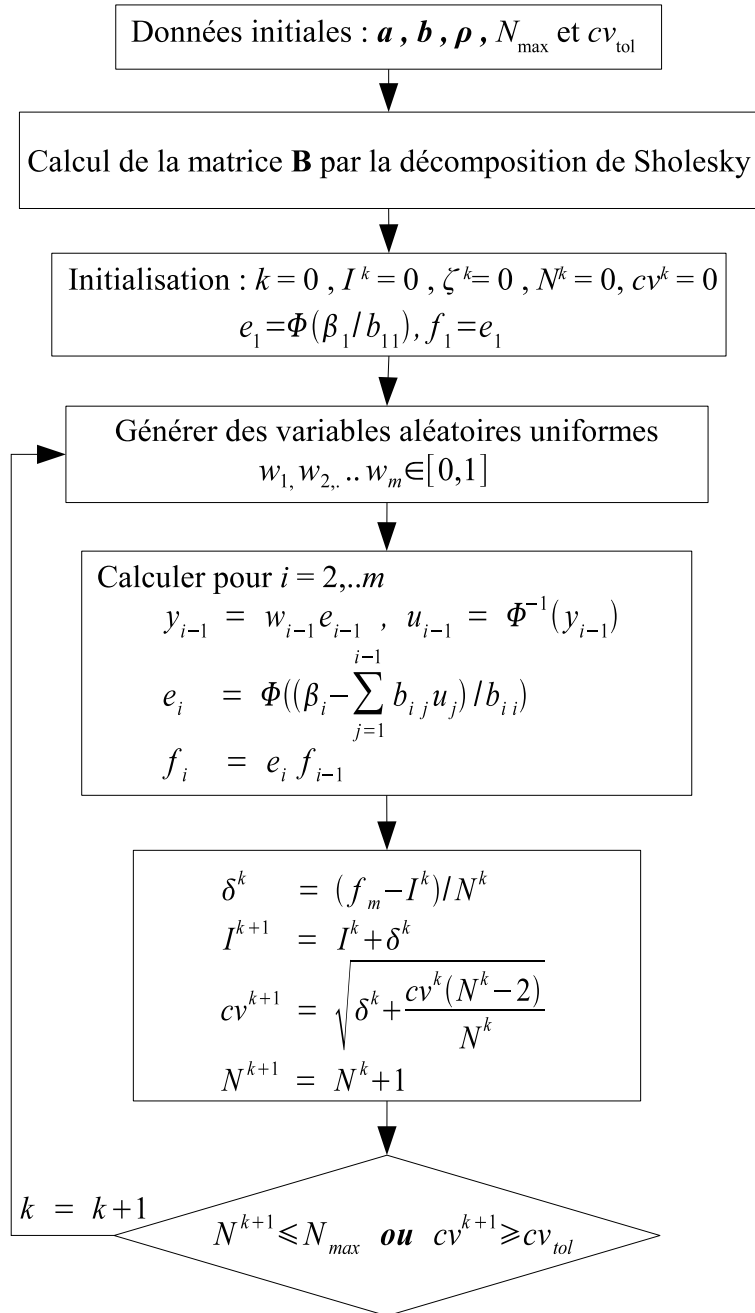 Données initiales : a , b , ρ , N_max et cv_tol
Calcul de la matrice B par la décomposition de Sholesky
Initialisation : k = 0 , I^k = 0 , ζ^k = 0 , N^k = 0, cv^k = 0
e_1 = Φ(β_1/b_11), f_1 = e_1
Générer des variables aléatoires uniformes
w_1, w_2,. .. w_m ∈ [0,1]
Calculer pour i = 2,..m
y_{i−1} = w_{i−1} e_{i−1} , u_{i−1} = Φ^{−1}(y_{i−1})
e_i = Φ((β_i − ∑_{j=1}^{i−1} b_{i j} u_j)/b_{i i})
f_i = e_i f_{i−1}
δ^k = (f_m − I^k)/N^k
I^{k+1} = I^k + δ^k
cv^{k+1} = √(δ^k + cv^k(N^k−2)/N^k)
N^{k+1} = N^k + 1
k = k+1
N^{k+1} ⩽ N_max ou cv^{k+1} ⩾ cv_tol